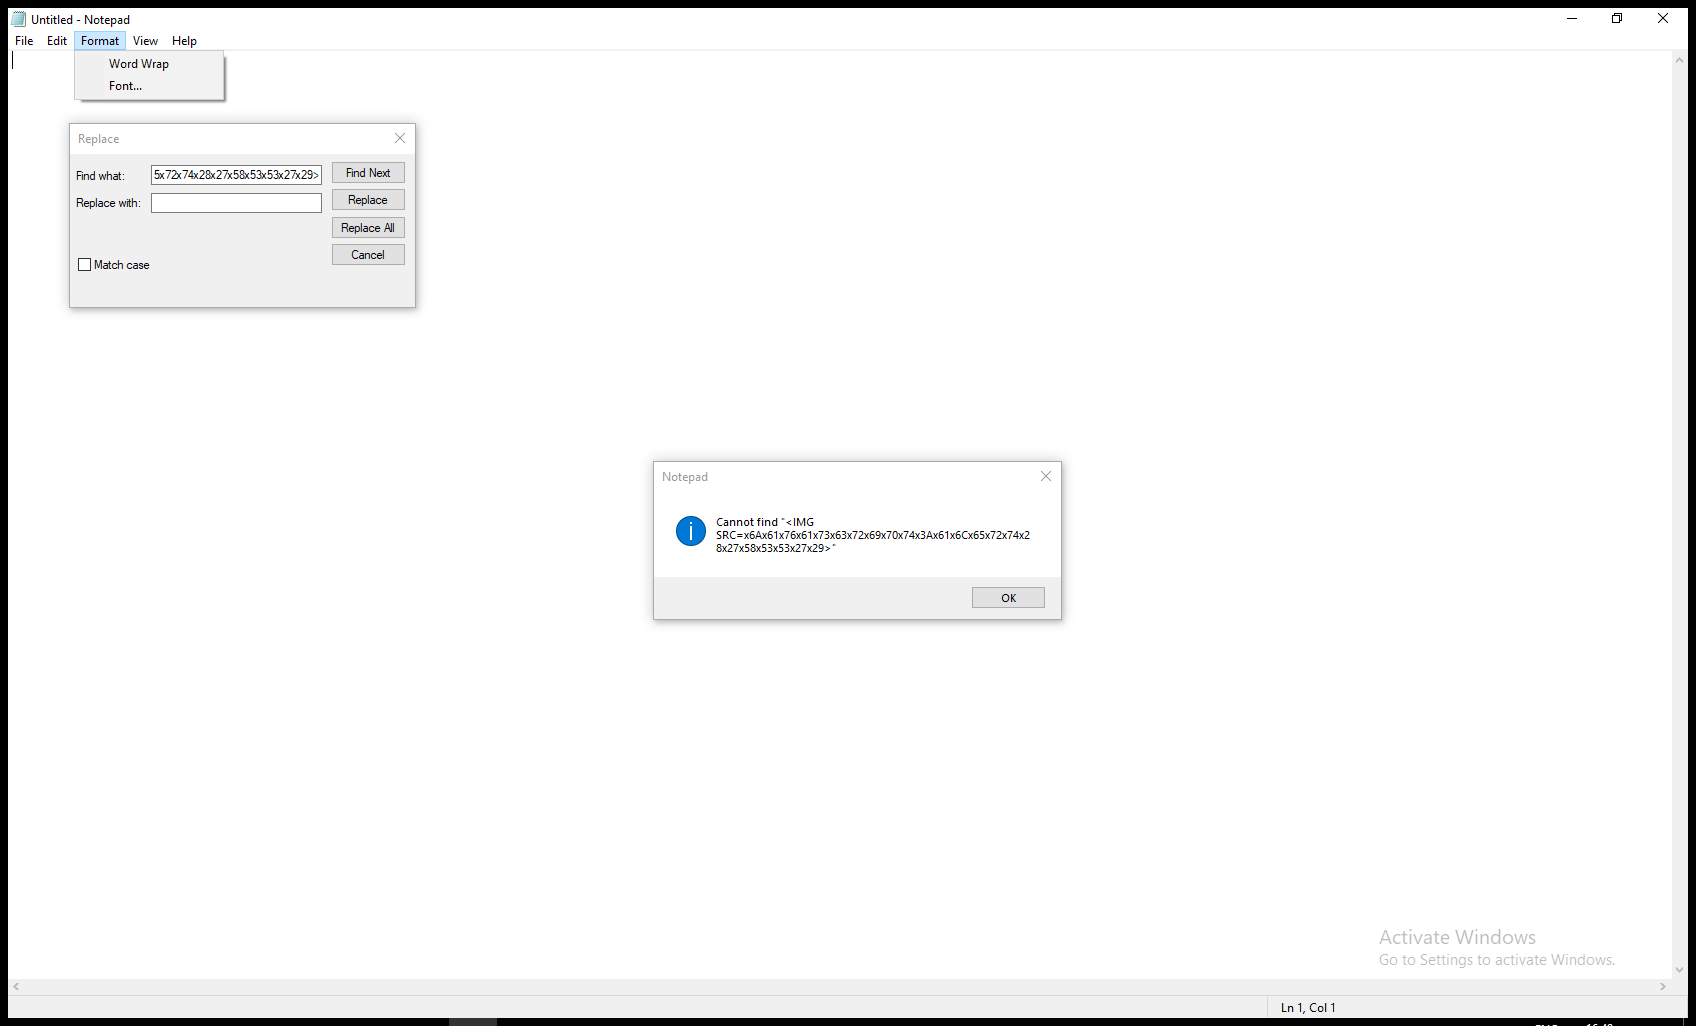 Untitled - Notepad
File Edit Format View Help
Word Wrap
Font...
Replace
Find what: 5x72x74x28x27x58x53x53x27x29> Find Next
Replace with: Replace
Replace All
Cancel
Match case
Notepad
Cannot find "<IMG
SRC=x6Ax61x76x61x73x63x72x69x70x74x3Ax61x6Cx65x72x74x2
8x27x58x53x53x27x29>"
OK
Activate Windows
Go to Settings to activate Windows.
Ln 1, Col 1